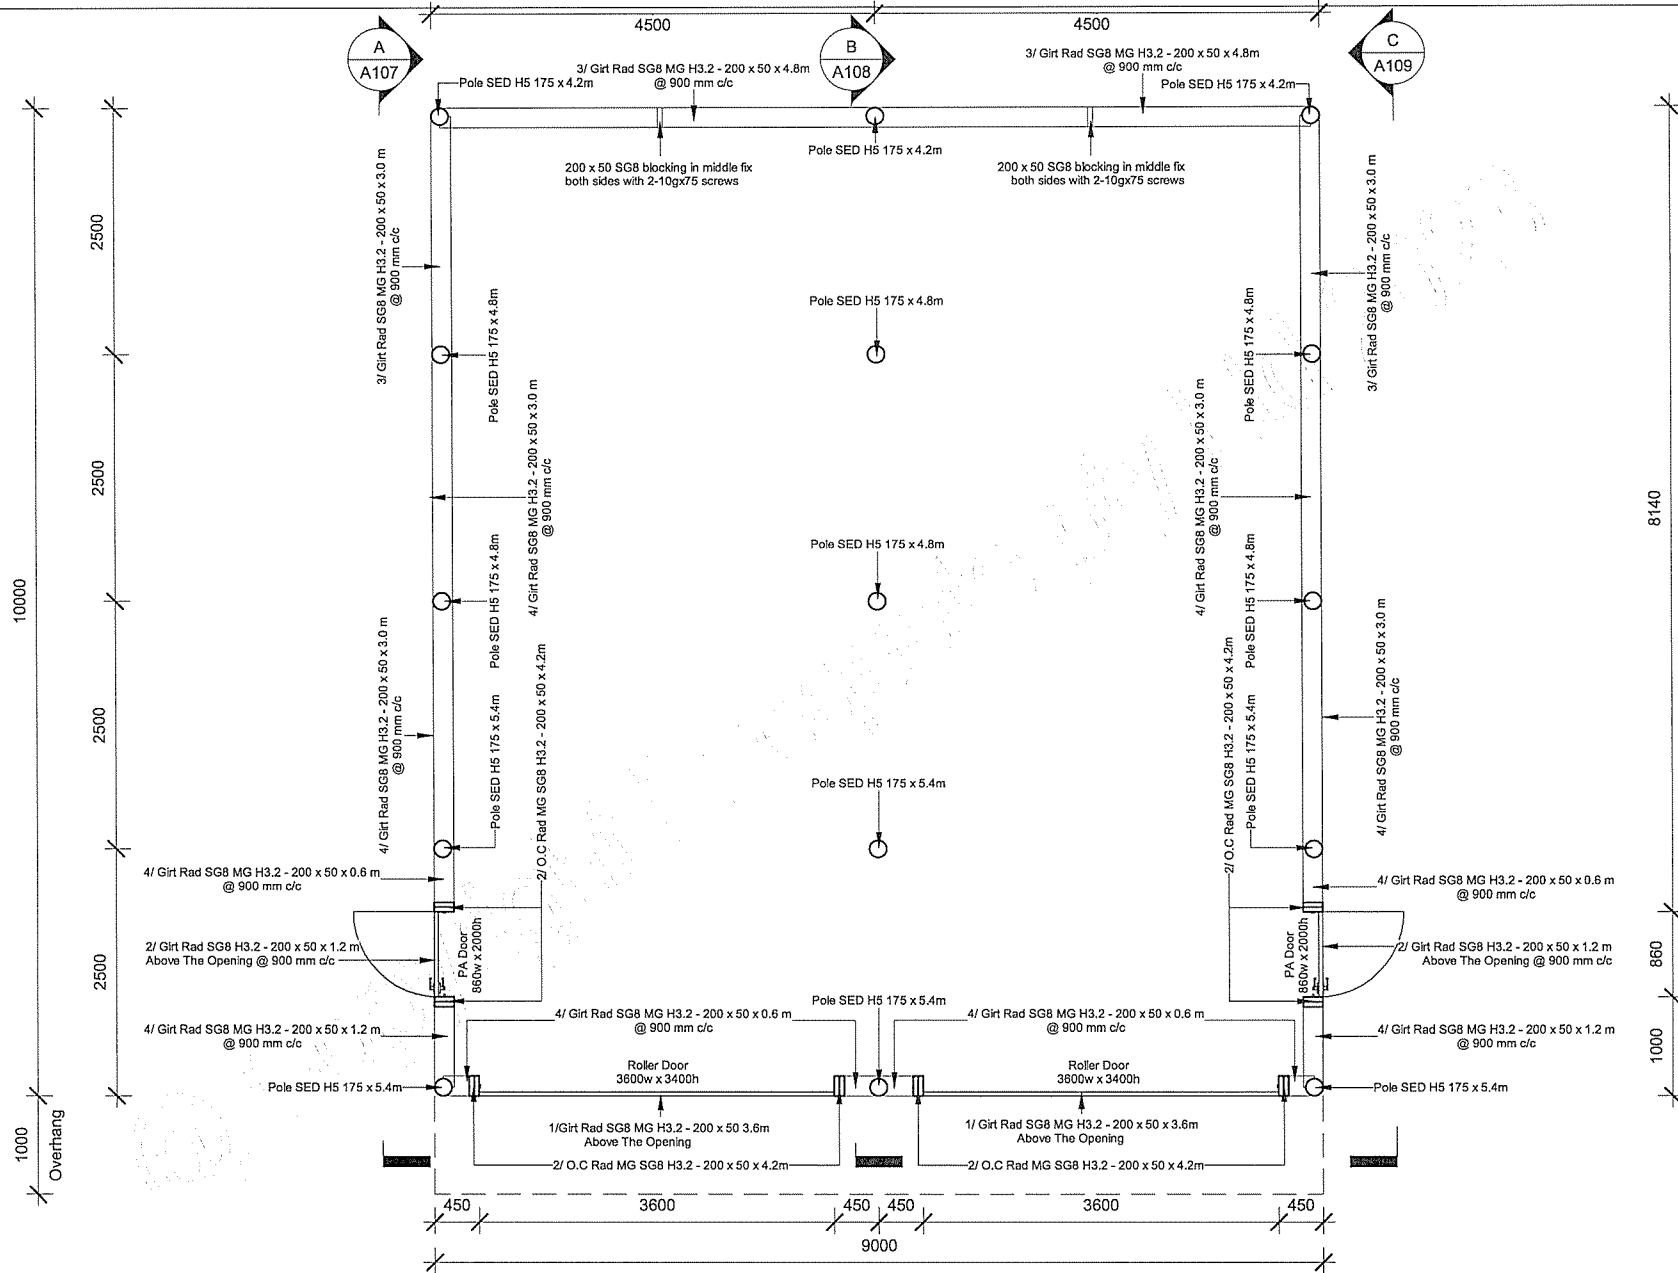 4500
4500
A
A107
B
A108
C
A109
3/ Girt Rad SG8 MG H3.2 - 200 x 50 x 4.8m
@ 900 mm c/c
3/ Girt Rad SG8 MG H3.2 - 200 x 50 x 4.8m
@ 900 mm c/c
Pole SED H5 175 x 4.2m
Pole SED H5 175 x 4.2m
Pole SED H5 175 x 4.2m
200 x 50 SG8 blocking in middle fix
both sides with 2-10gx75 screws
200 x 50 SG8 blocking in middle fix
both sides with 2-10gx75 screws
2500
3/ Girt Rad SG8 MG H3.2 - 200 x 50 x 3.0 m
@ 900 mm c/c
3/ Girt Rad SG8 MG H3.2 - 200 x 50 x 3.0 m
@ 900 mm c/c
Pole SED H5 175 x 4.8m
Pole SED H5 175 x 4.8m
Pole SED H5 175 x 4.8m
2500
4/ Girt Rad SG8 MG H3.2 - 200 x 50 x 3.0 m
@ 900 mm c/c
4/ Girt Rad SG8 MG H3.2 - 200 x 50 x 3.0 m
@ 900 mm c/c
8140
10000
Pole SED H5 175 x 4.8m
Pole SED H5 175 x 4.8m
Pole SED H5 175 x 4.8m
2500
4/ Girt Rad SG8 MG H3.2 - 200 x 50 x 3.0 m
@ 900 mm c/c
4/ Girt Rad SG8 MG H3.2 - 200 x 50 x 3.0 m
@ 900 mm c/c
2/ O.C Rad MG SG8 H3.2 - 200 x 50 x 4.2m
2/ O.C Rad MG SG8 H3.2 - 200 x 50 x 4.2m
Pole SED H5 175 x 5.4m
Pole SED H5 175 x 5.4m
Pole SED H5 175 x 5.4m
4/ Girt Rad SG8 MG H3.2 - 200 x 50 x 0.6 m
@ 900 mm c/c
4/ Girt Rad SG8 MG H3.2 - 200 x 50 x 0.6 m
@ 900 mm c/c
2500
2/ Girt Rad SG8 H3.2 - 200 x 50 x 1.2 m
Above The Opening @ 900 mm c/c
PA Door
860w x 2000h
PA Door
860w x 2000h
2/ Girt Rad SG8 H3.2 - 200 x 50 x 1.2 m
Above The Opening @ 900 mm c/c
860
Pole SED H5 175 x 5.4m
4/ Girt Rad SG8 MG H3.2 - 200 x 50 x 1.2 m
@ 900 mm c/c
4/ Girt Rad SG8 MG H3.2 - 200 x 50 x 0.6 m
@ 900 mm c/c
4/ Girt Rad SG8 MG H3.2 - 200 x 50 x 0.6 m
@ 900 mm c/c
4/ Girt Rad SG8 MG H3.2 - 200 x 50 x 1.2 m
@ 900 mm c/c
1000
Roller Door
3600w x 3400h
Roller Door
3600w x 3400h
Pole SED H5 175 x 5.4m
Pole SED H5 175 x 5.4m
1000
Overhang
1/Girt Rad SG8 MG H3.2 - 200 x 50 3.6m
Above The Opening
1/ Girt Rad SG8 MG H3.2 - 200 x 50 x 3.6m
Above The Opening
2/ O.C Rad MG SG8 H3.2 - 200 x 50 x 4.2m
2/ O.C Rad MG SG8 H3.2 - 200 x 50 x 4.2m
450
3600
450
450
3600
450
9000